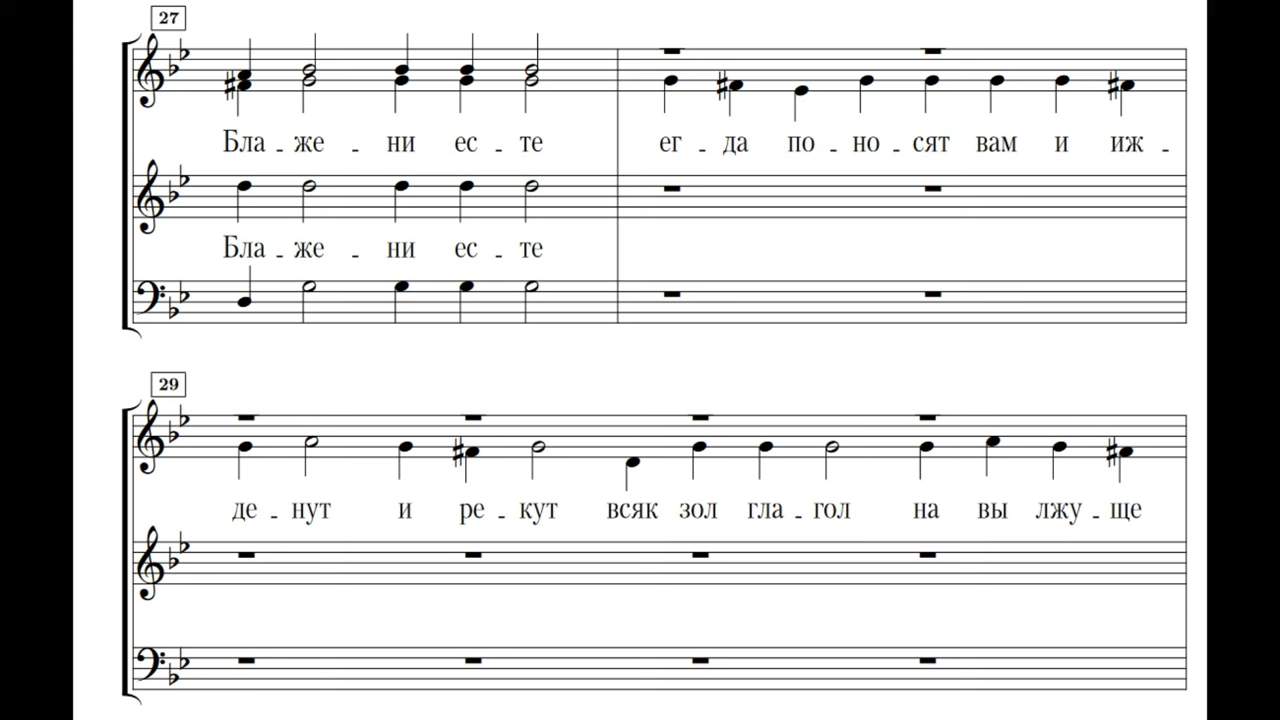 27
Бла - же - ни ес - те ег - да по - но - сят вам и иж -
Бла - же - ни ес - те
29
де - нут и ре - кут всяк зол гла - гол на вы лжу - ще